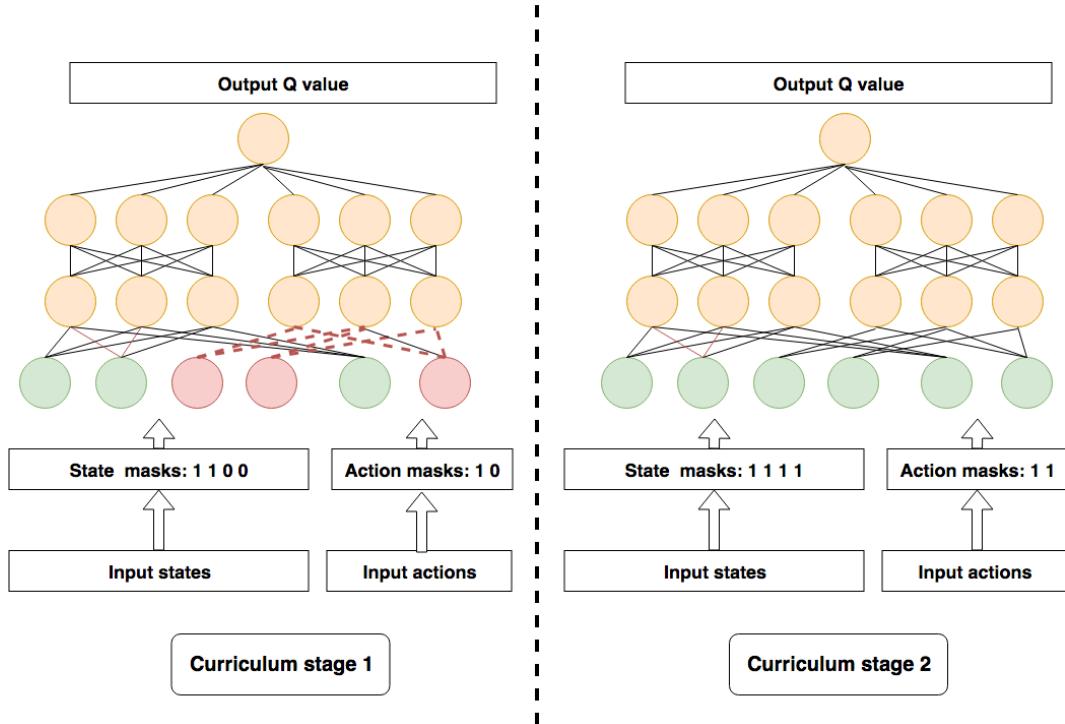 Output Q value
State masks: 1 1 0 0
Action masks: 1 0
Input states
Input actions
Curriculum stage 1
Output Q value
State masks: 1 1 1 1
Action masks: 1 1
Input states
Input actions
Curriculum stage 2